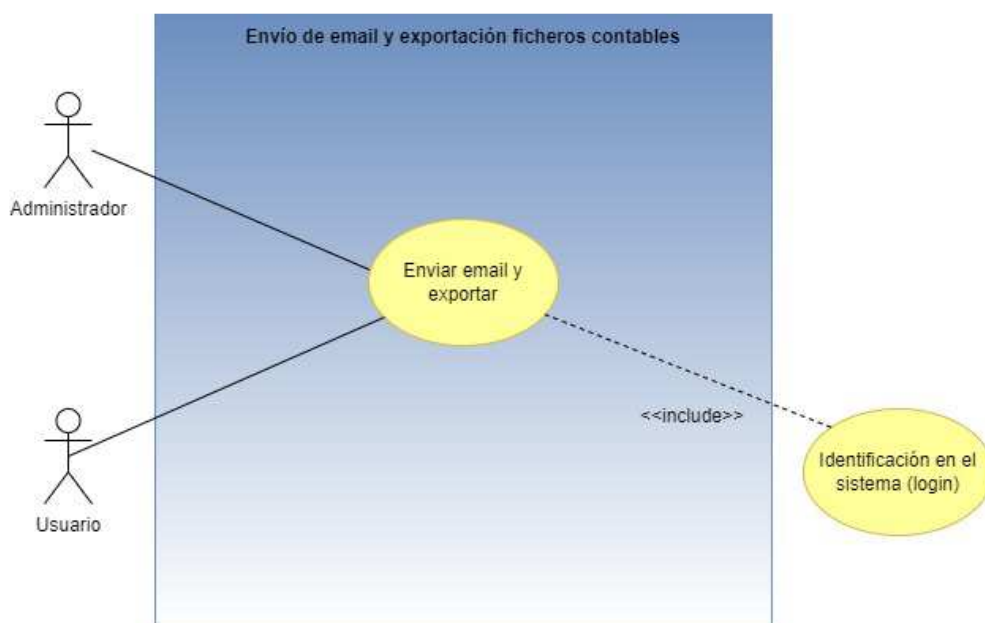 Envío de email y exportación ficheros contables
Administrador
Enviar email y
exportar
<<include>>
Identificación en el
sistema (login)
Usuario